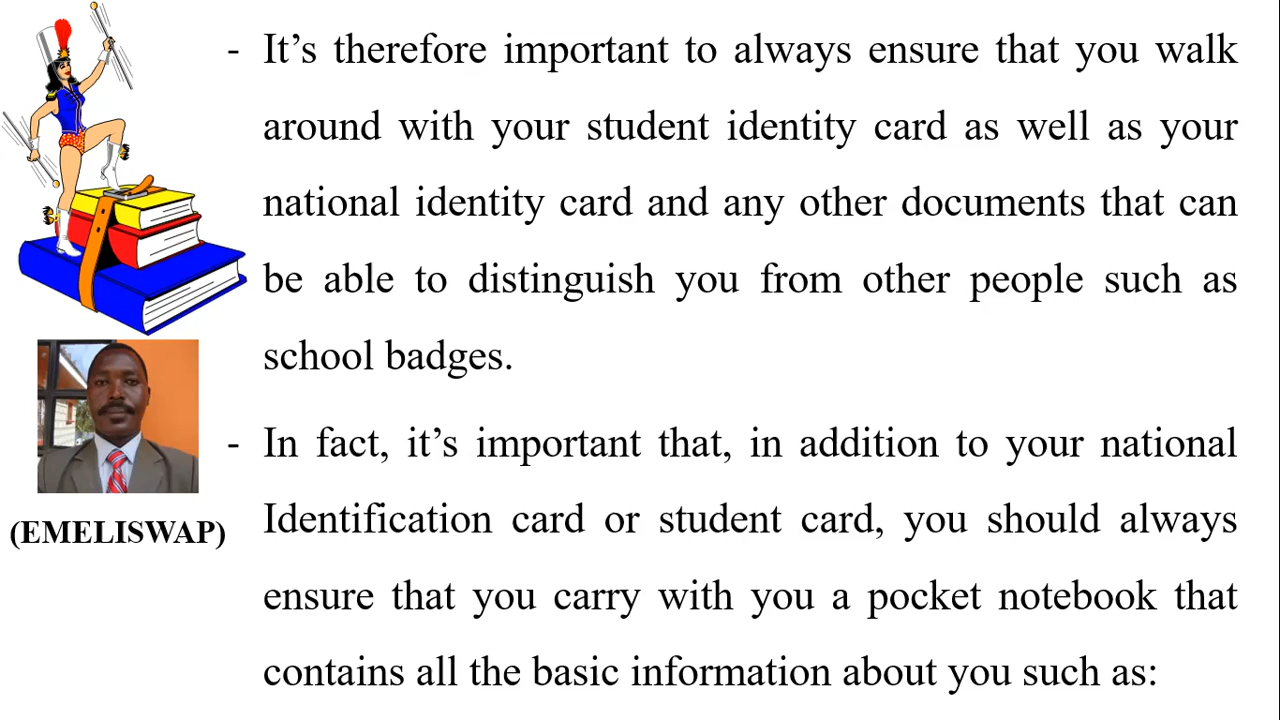 - It’s therefore important to always ensure that you walk
around with your student identity card as well as your
national identity card and any other documents that can
be able to distinguish you from other people such as
school badges.
- In fact, it’s important that, in addition to your national
Identification card or student card, you should always
ensure that you carry with you a pocket notebook that
contains all the basic information about you such as:
(EMELISWAP)